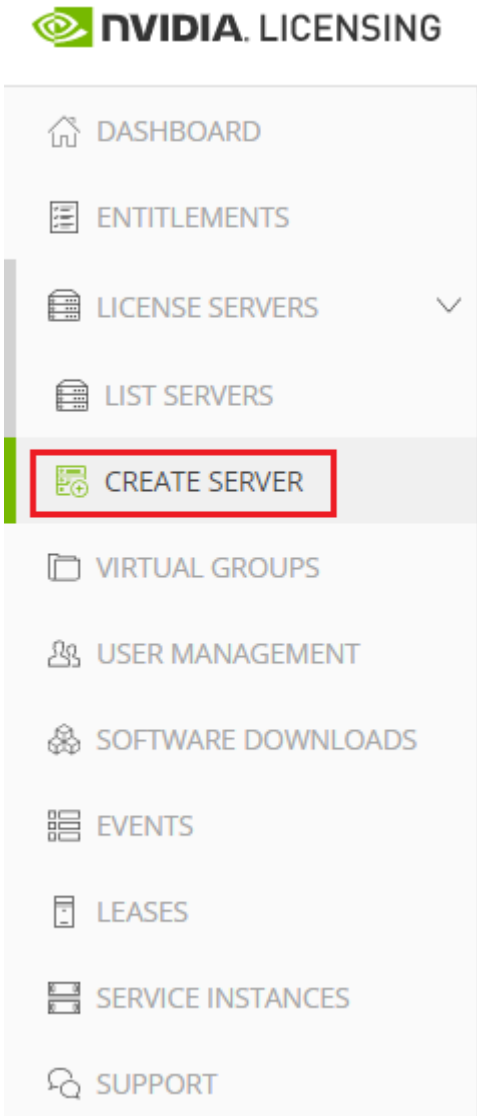 NVIDIA. LICENSING
DASHBOARD
ENTITLEMENTS
LICENSE SERVERS
LIST SERVERS
CREATE SERVER
VIRTUAL GROUPS
USER MANAGEMENT
SOFTWARE DOWNLOADS
EVENTS
LEASES
SERVICE INSTANCES
SUPPORT